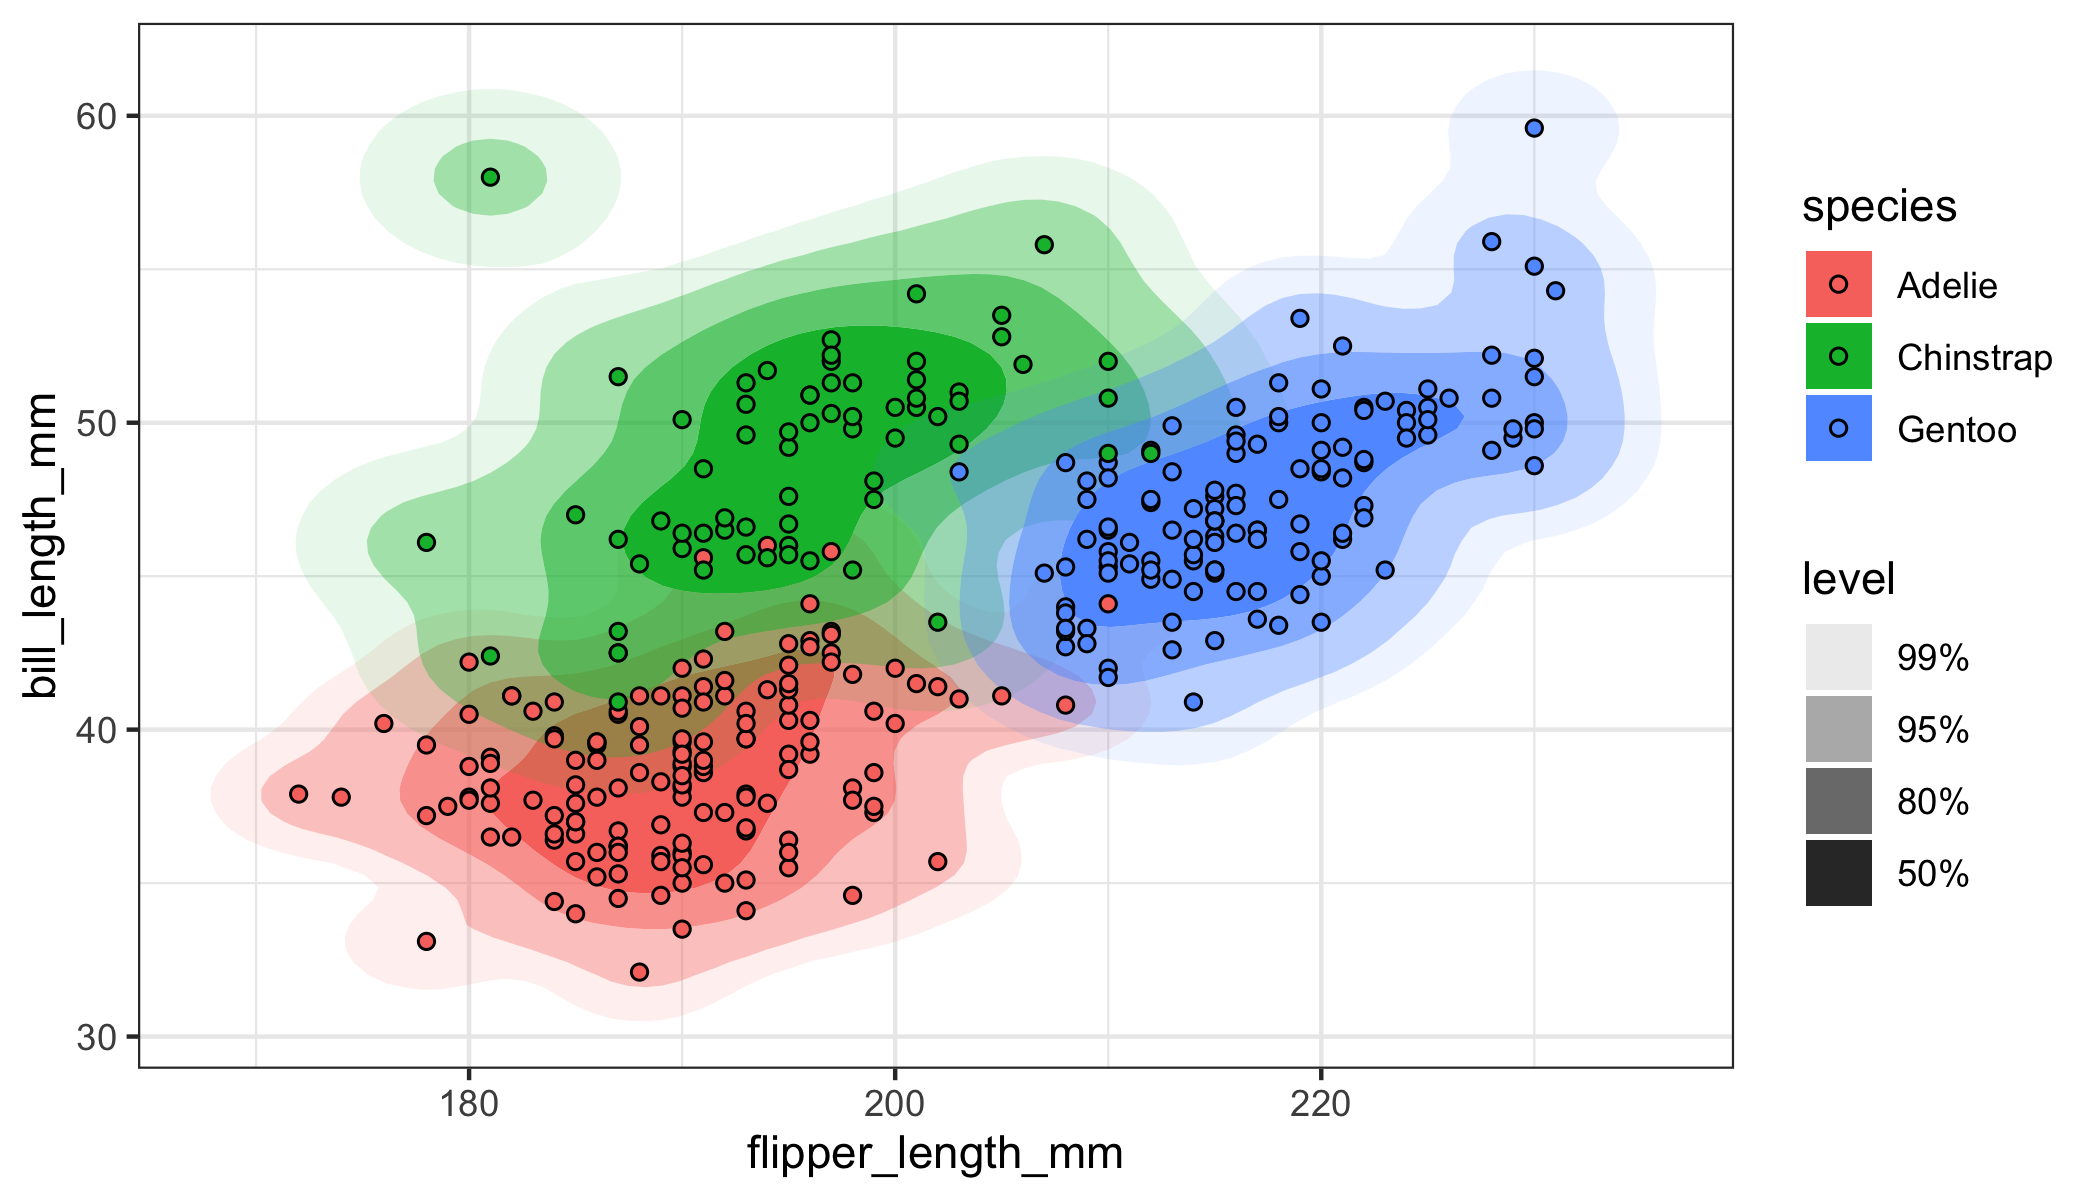 60
50
40
30
180
200
220
flipper_length_mm
bill_length_mm
species
Adelie
Chinstrap
Gentoo
level
99%
95%
80%
50%